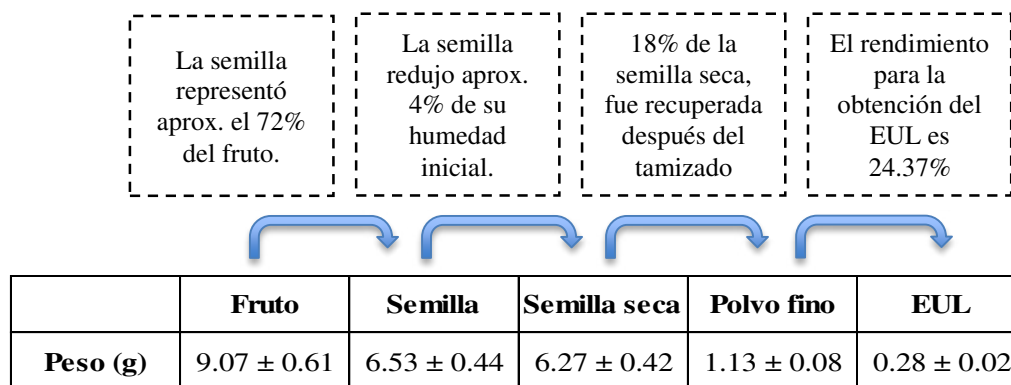 La semilla
representó
aprox. el 72%
del fruto.
La semilla
redujo aprox.
4% de su
humedad
inicial.
18% de la
semilla seca,
fue recuperada
después del
tamizado
El rendimiento
para la
obtención del
EUL es
24.37%
Fruto Semilla Semilla seca Polvo fino EUL
Peso (g) 9.07 ± 0.61 6.53 ± 0.44 6.27 ± 0.42 1.13 ± 0.08 0.28 ± 0.02